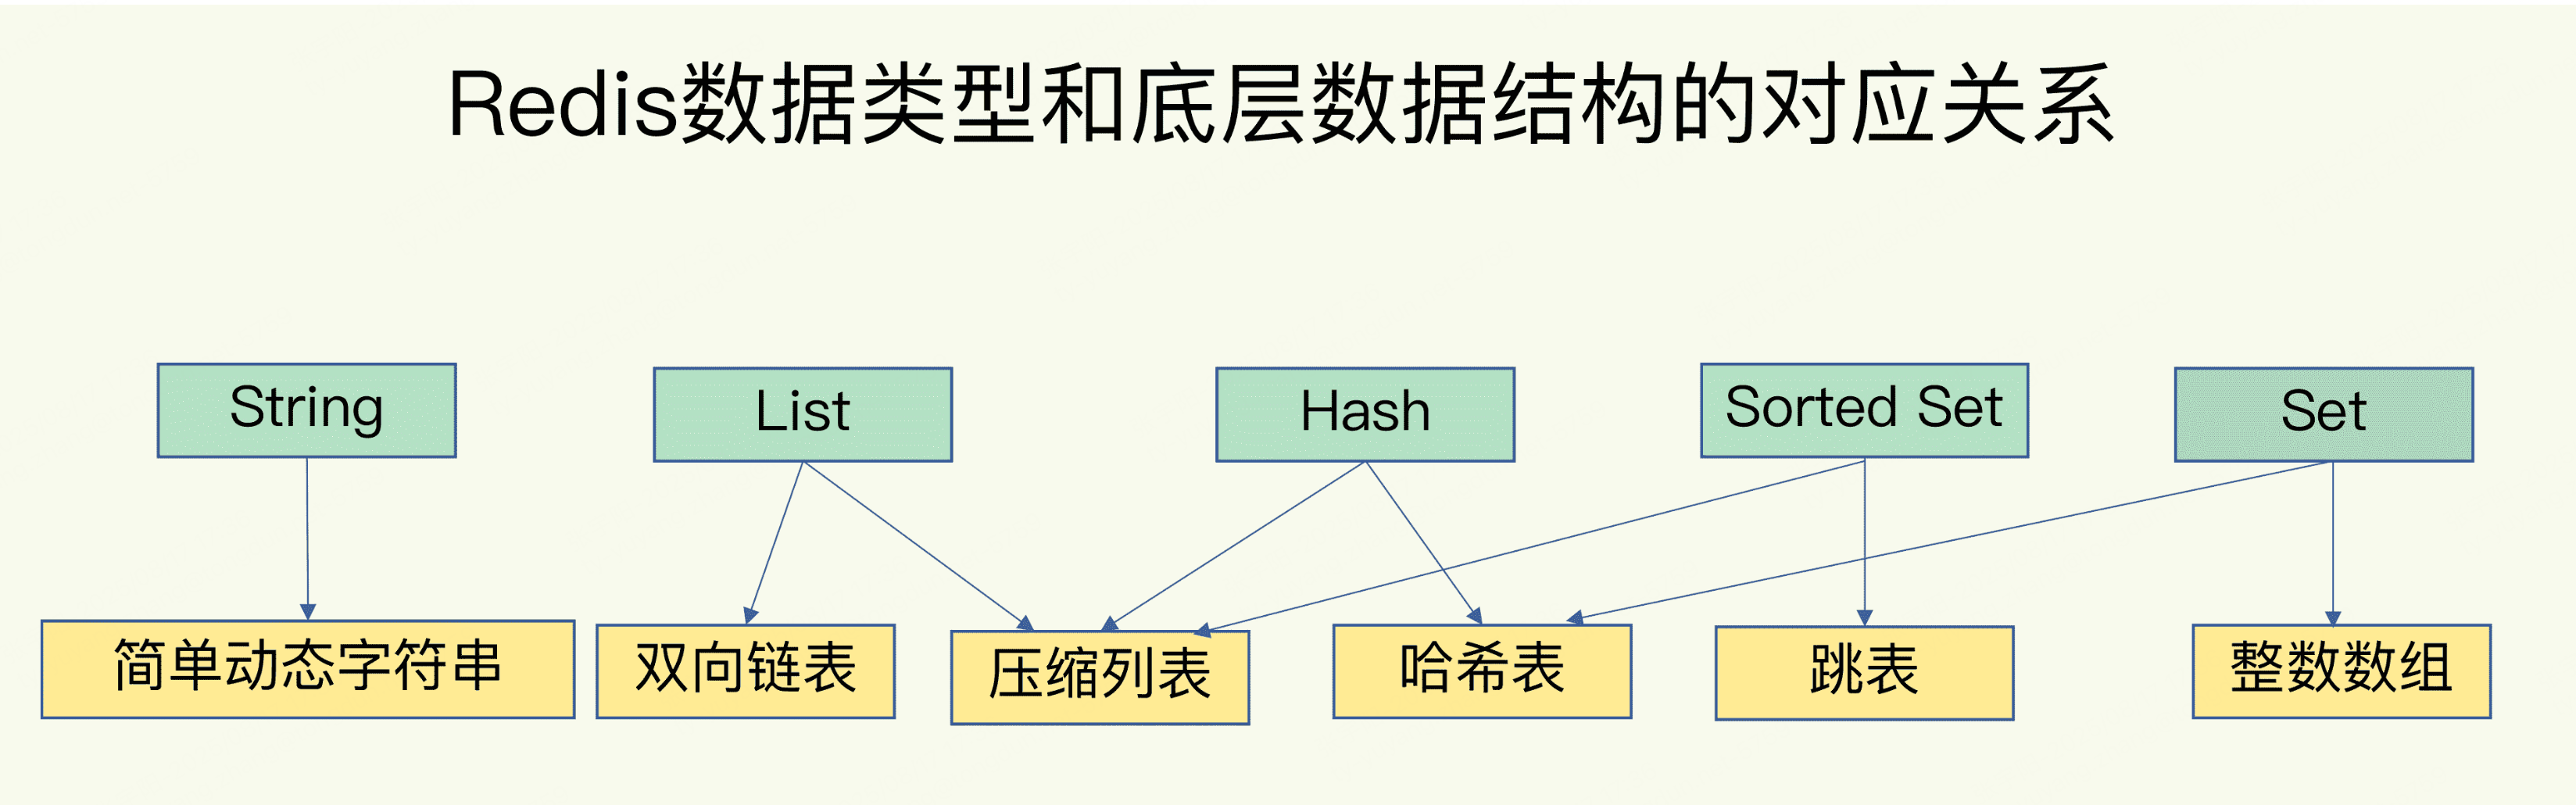 Redis数据类型和底层数据结构的对应关系
String
List
Hash
Sorted Set
Set
简单动态字符串
双向链表
压缩列表
哈希表
跳表
整数数组